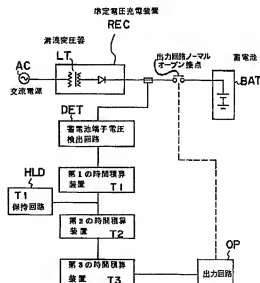 準定電圧充電装置
REC
漏洩変圧器
LT
AC
交流電源
出力回路ノーマル
オープン接点
蓄電池
BAT
DET
蓄電池端子電圧
検出回路
HLD
T1
保持回路
第1の時間積算
装置 T1
第2の時間積算
装置 T2
第3の時間積算
装置 T3
OP
出力回路